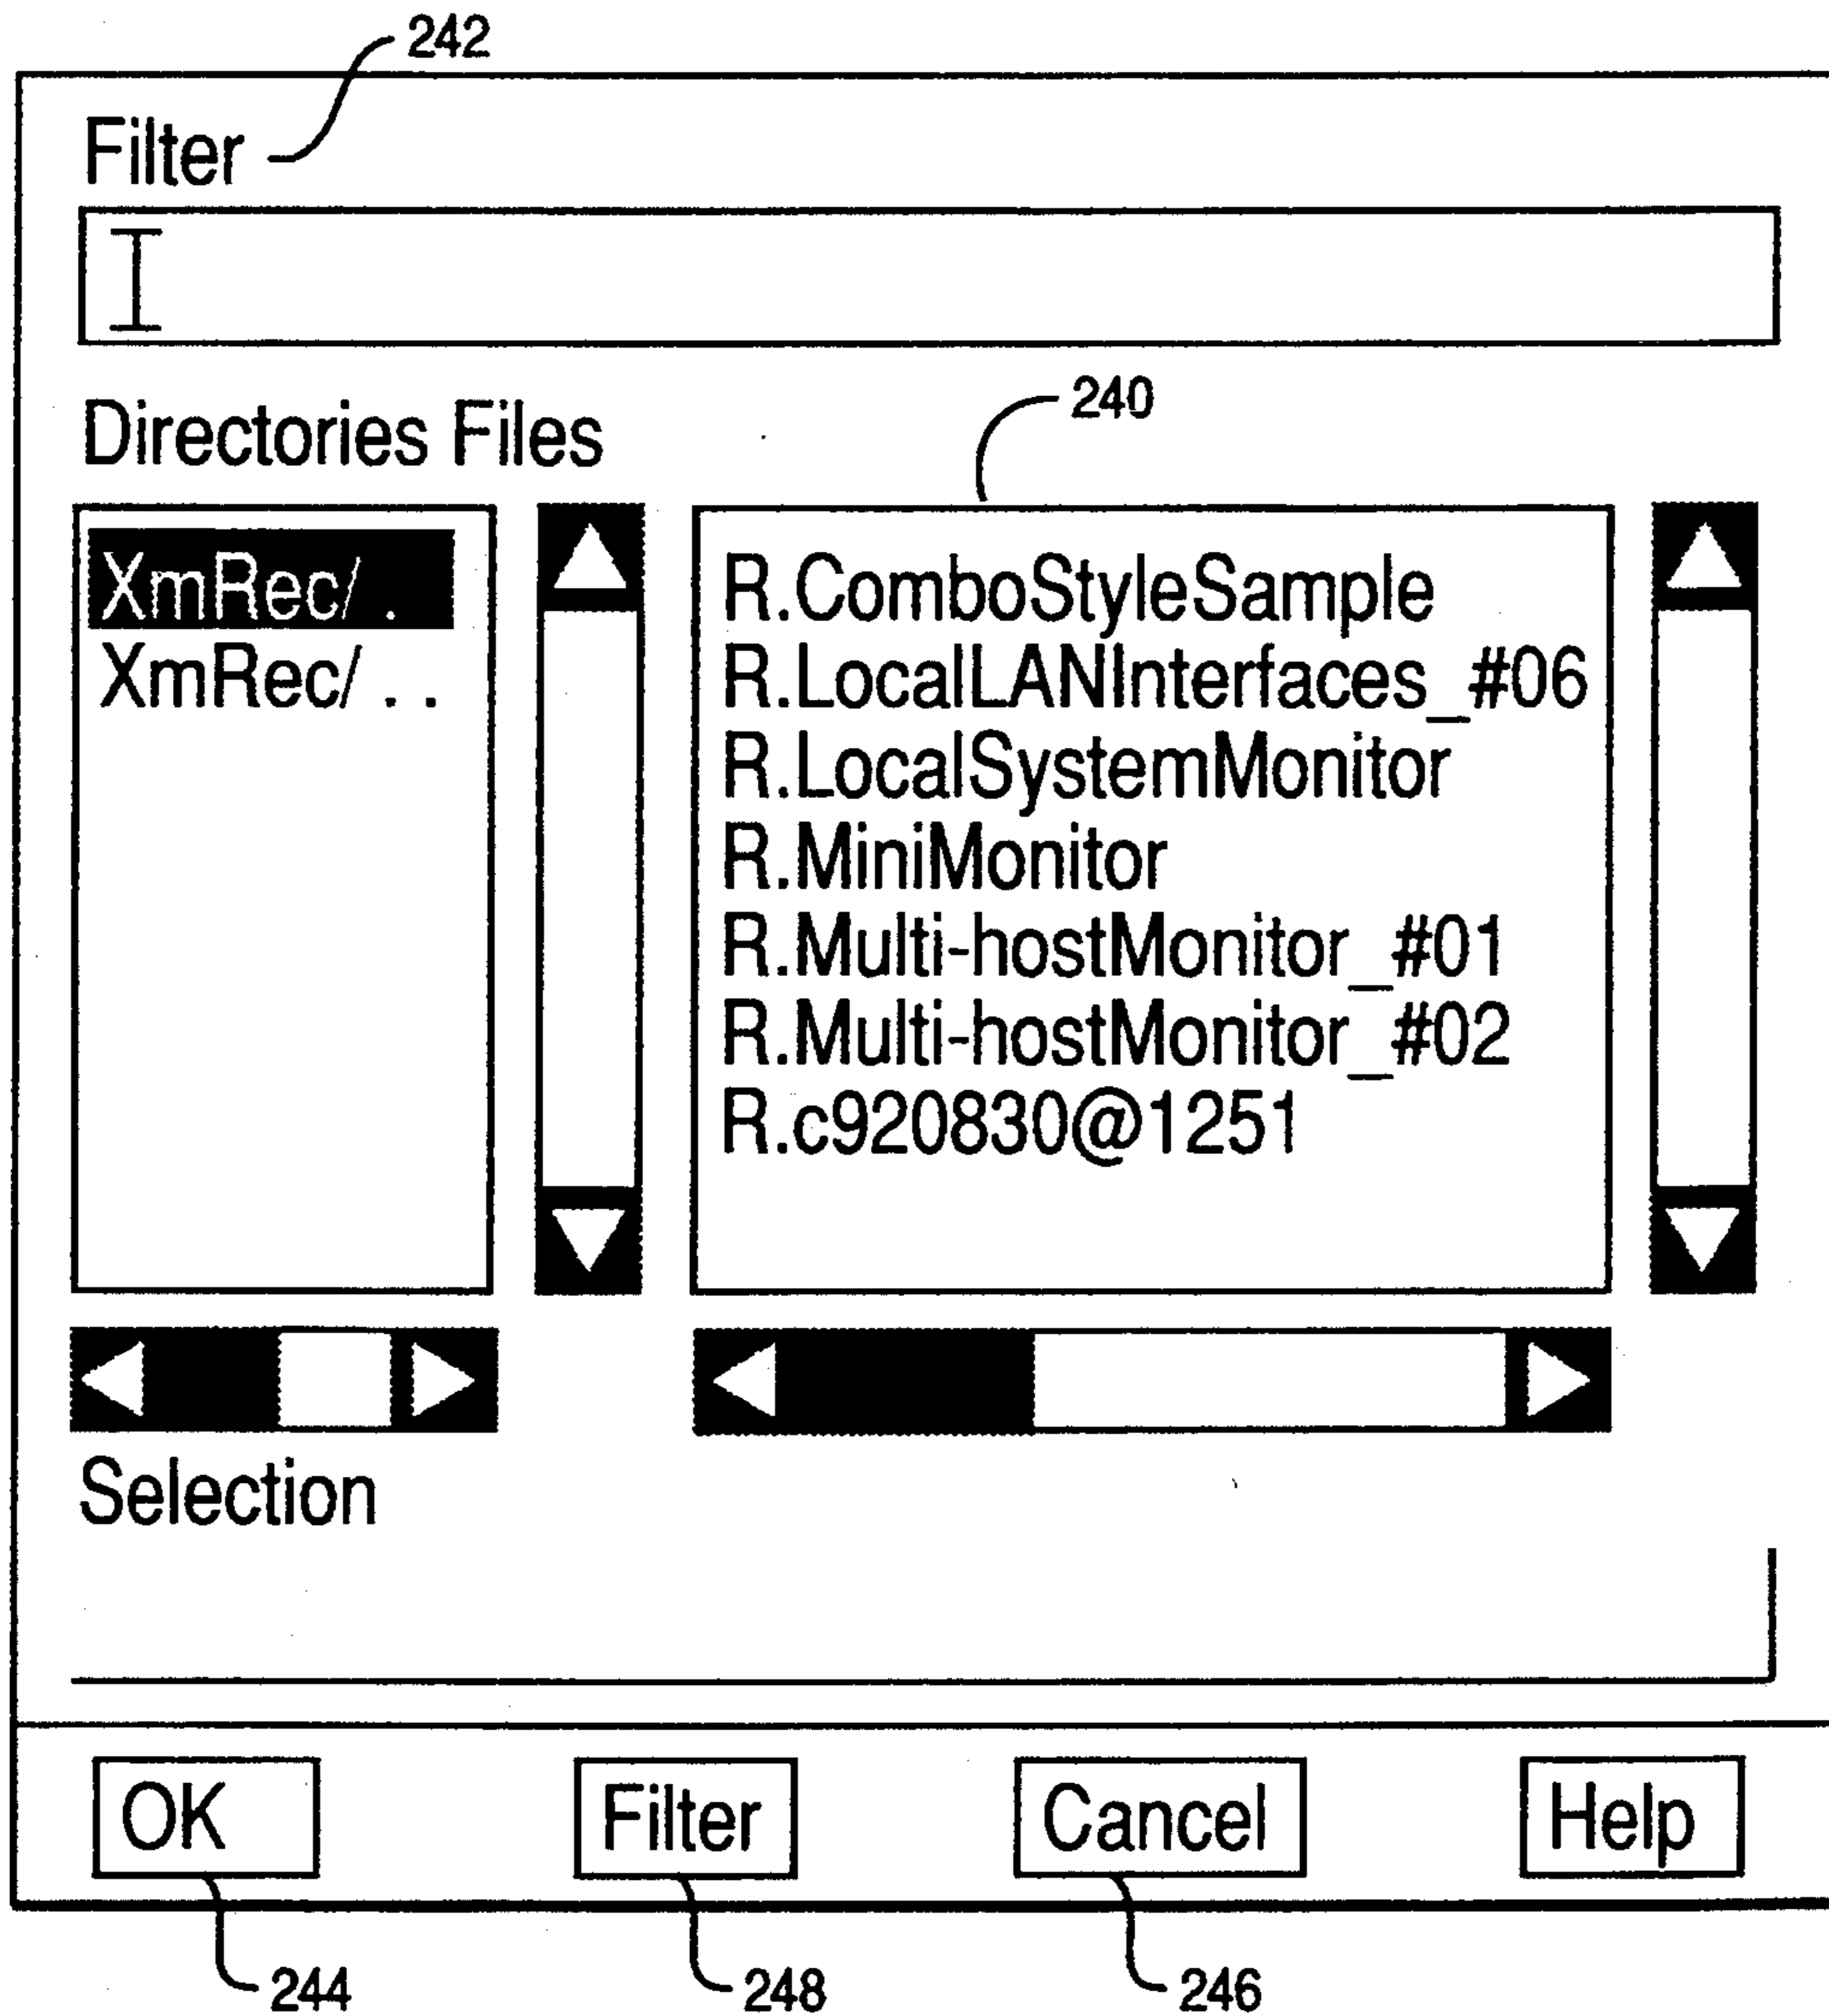 242
Filter
240
Directories Files
XmRec/ .
XmRec/ . .
R.ComboStyleSample
R.LocalLANInterfaces_#06
R.LocalSystemMonitor
R.MiniMonitor
R.Multi-hostMonitor_#01
R.Multi-hostMonitor_#02
R.c920830@1251
Selection
OK Filter Cancel Help
244 248 246